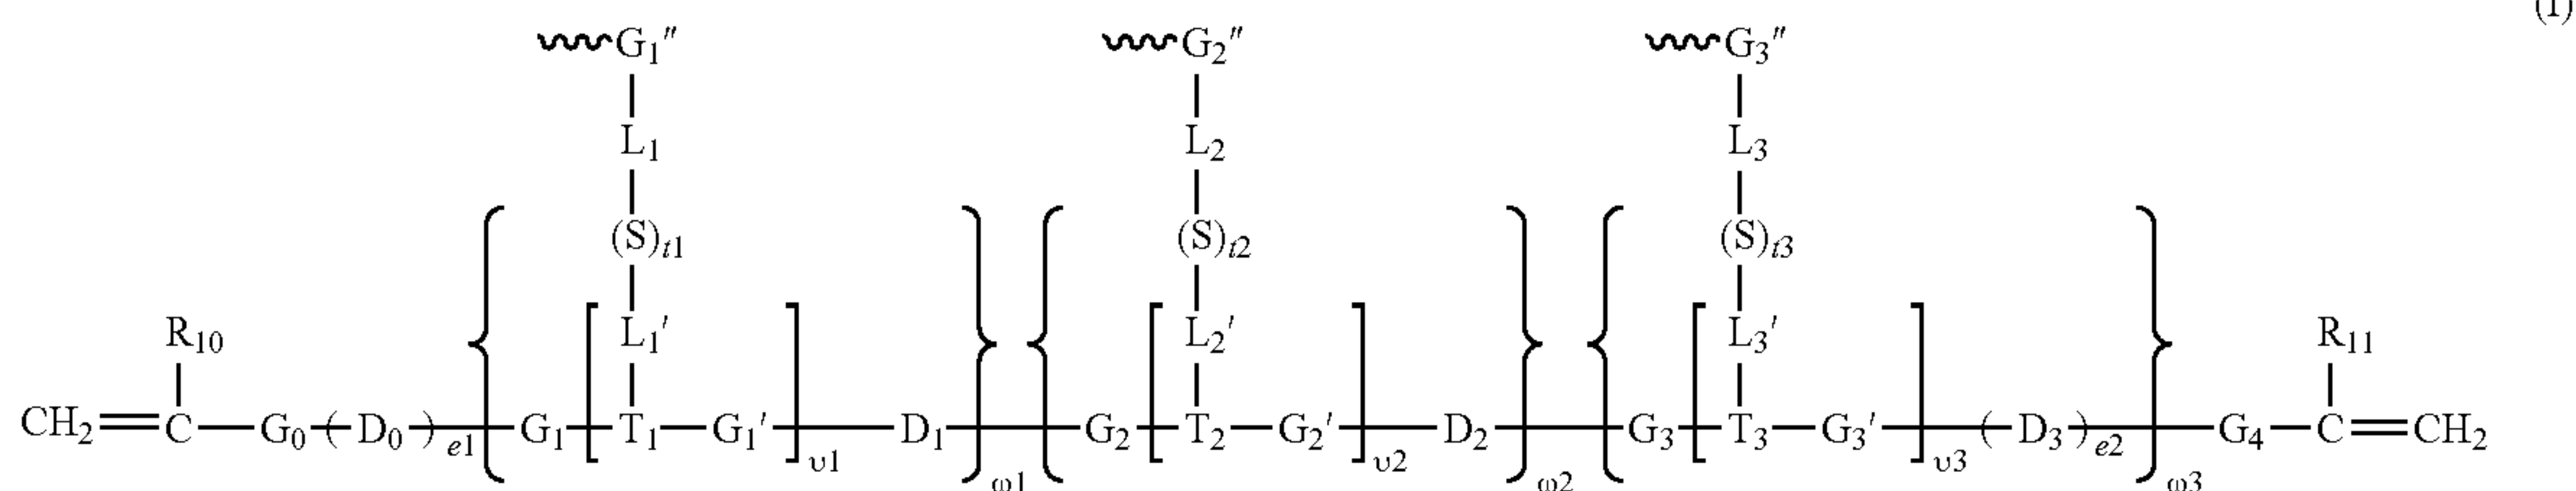 (I)
G₁″ G₂″ G₃″
L₁ L₂ L₃
(S)ₜ₁ (S)ₜ₂ (S)ₜ₃
R₁₀ L₁′ L₂′ L₃′ R₁₁
CH₂=C—G₀—(D₀)ₑ₁{G₁—[T₁—G₁′]υ1—D₁}ω1{G₂—[T₂—G₂′]υ2—D₂}ω2{G₃—[T₃—G₃′]υ3—(D₃)ₑ₂}ω3—G₄—C=CH₂